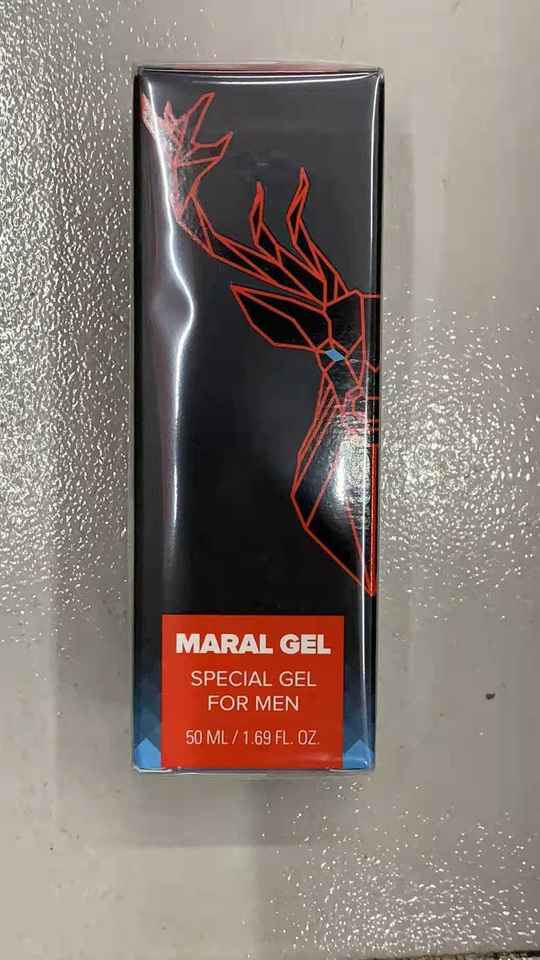 MARAL GEL
SPECIAL GEL
FOR MEN
50 ML / 1.69 FL. OZ.